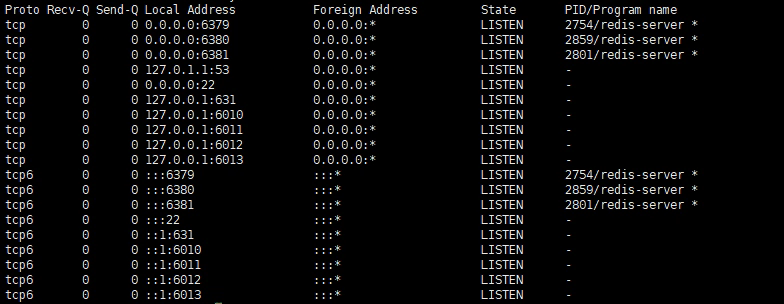 Proto Recv-Q Send-Q Local Address Foreign Address State PID/Program name
tcp 0 0 0.0.0.0:6379 0.0.0.0:* LISTEN 2754/redis-server *
tcp 0 0 0.0.0.0:6380 0.0.0.0:* LISTEN 2859/redis-server *
tcp 0 0 0.0.0.0:6381 0.0.0.0:* LISTEN 2801/redis-server *
tcp 0 0 127.0.1.1:53 0.0.0.0:* LISTEN -
tcp 0 0 0.0.0.0:22 0.0.0.0:* LISTEN -
tcp 0 0 127.0.0.1:631 0.0.0.0:* LISTEN -
tcp 0 0 127.0.0.1:6010 0.0.0.0:* LISTEN -
tcp 0 0 127.0.0.1:6011 0.0.0.0:* LISTEN -
tcp 0 0 127.0.0.1:6012 0.0.0.0:* LISTEN -
tcp 0 0 127.0.0.1:6013 0.0.0.0:* LISTEN -
tcp6 0 0 :::6379 :::* LISTEN 2754/redis-server *
tcp6 0 0 :::6380 :::* LISTEN 2859/redis-server *
tcp6 0 0 :::6381 :::* LISTEN 2801/redis-server *
tcp6 0 0 :::22 :::* LISTEN -
tcp6 0 0 ::1:631 :::* LISTEN -
tcp6 0 0 ::1:6010 :::* LISTEN -
tcp6 0 0 ::1:6011 :::* LISTEN -
tcp6 0 0 ::1:6012 :::* LISTEN -
tcp6 0 0 ::1:6013 :::* LISTEN -